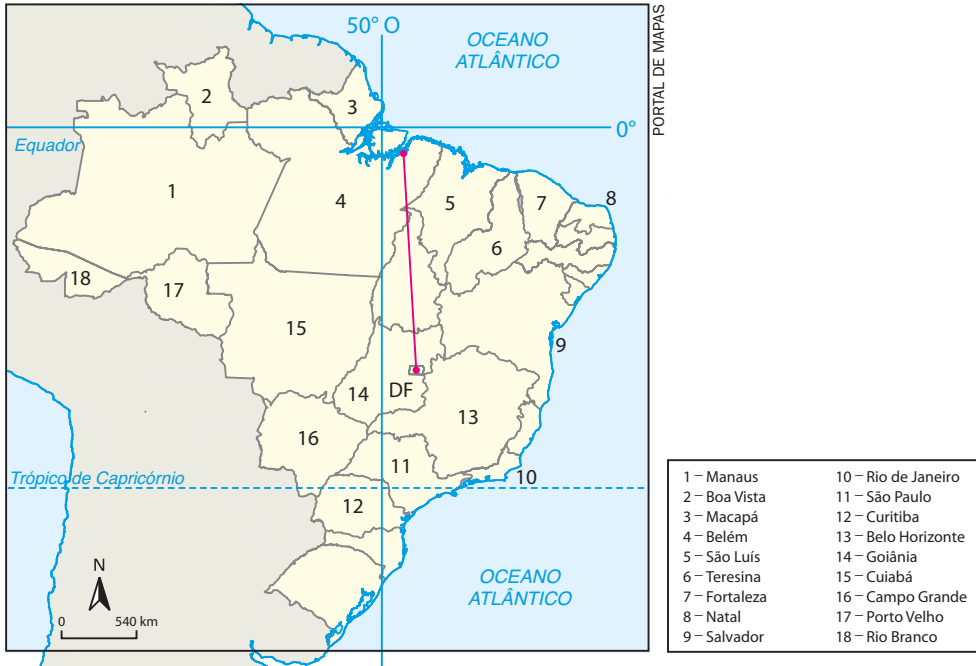 50° O
OCEANO
ATLÂNTICO
PORTAL DE MAPAS
2
3
0°
Equador
1
4
5
7
8
6
18
17
15
9
14
DF
13
16
11
Trópico de Capricórnio
10
12
N
0
540 km
OCEANO
ATLÂNTICO
1 – Manaus
2 – Boa Vista
3 – Macapá
4 – Belém
5 – São Luís
6 – Teresina
7 – Fortaleza
8 – Natal
9 – Salvador
10 – Rio de Janeiro
11 – São Paulo
12 – Curitiba
13 – Belo Horizonte
14 – Goiânia
15 – Cuiabá
16 – Campo Grande
17 – Porto Velho
18 – Rio Branco